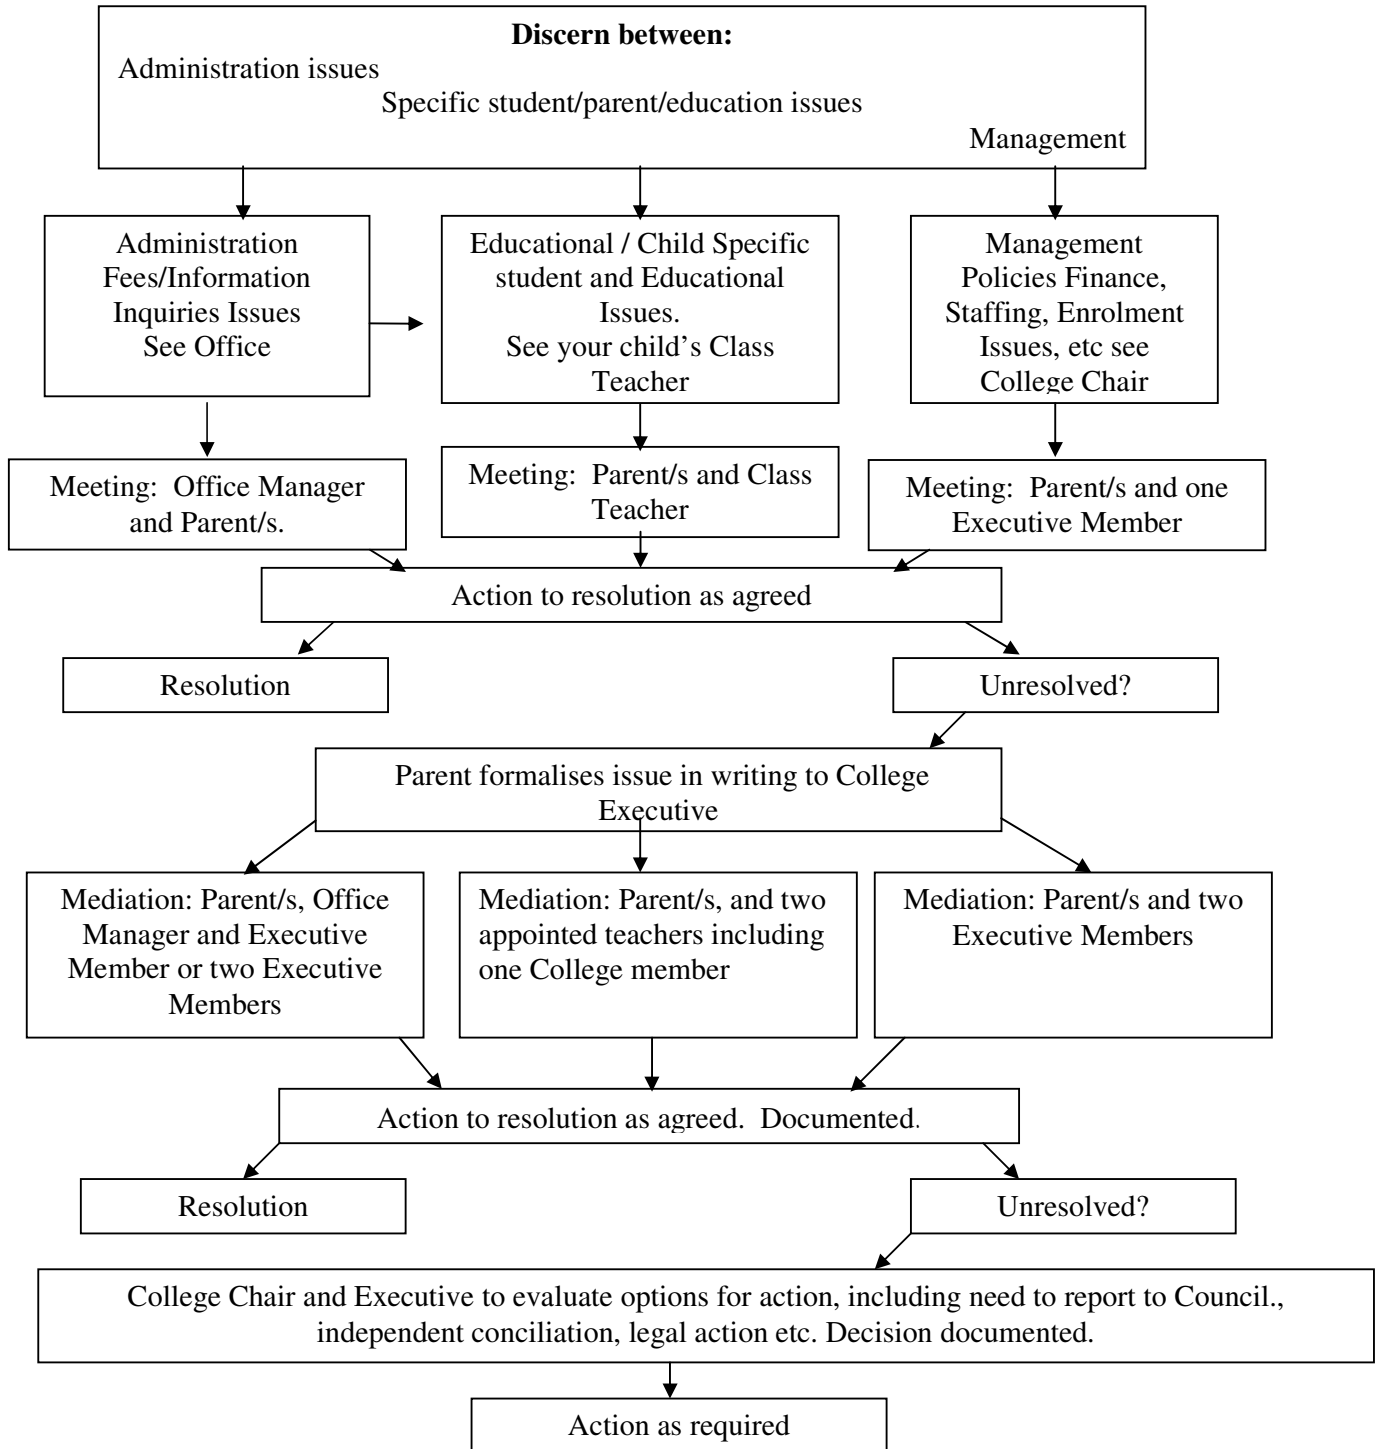 Discern between:
Administration issues
Specific student/parent/education issues
Management
Administration
Fees/Information
Inquiries Issues
See Office
Educational / Child Specific
student and Educational
Issues.
See your child's Class
Teacher
Management
Policies Finance,
Staffing, Enrolment
Issues, etc see
College Chair
Meeting:  Office Manager
and Parent/s.
Meeting:  Parent/s and Class
Teacher
Meeting:  Parent/s and one
Executive Member
Action to resolution as agreed
Resolution
Unresolved?
Parent formalises issue in writing to College
Executive
Mediation: Parent/s, Office
Manager and Executive
Member or two Executive
Members
Mediation: Parent/s, and two
appointed teachers including
one College member
Mediation: Parent/s and two
Executive Members
Action to resolution as agreed.  Documented.
Resolution
Unresolved?
College Chair and Executive to evaluate options for action, including need to report to Council.,
independent conciliation, legal action etc. Decision documented.
Action as required